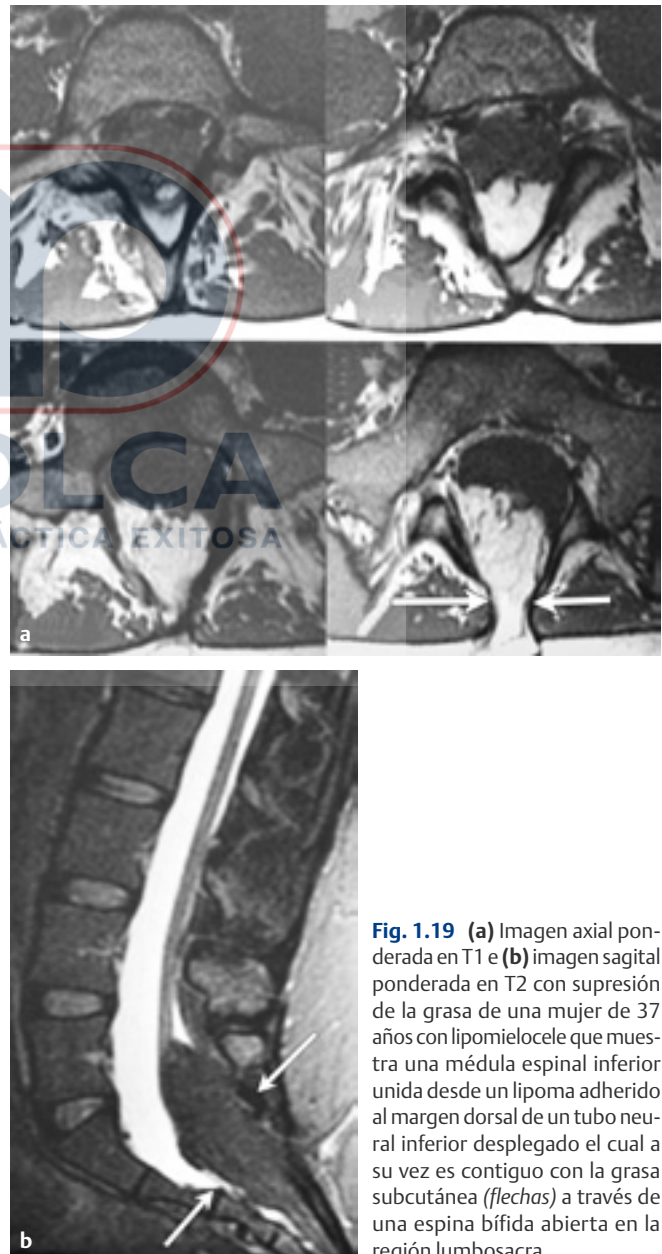 OLCA
ÁCTICA EXITOSA
a
b
Fig. 1.19 (a) Imagen axial pon-
derada en T1 e (b) imagen sagital
ponderada en T2 con supresión
de la grasa de una mujer de 37
años con lipomielocele que mues-
tra una médula espinal inferior
unida desde un lipoma adherido
al margen dorsal de un tubo neu-
ral inferior desplegado el cual a
su vez es contiguo con la grasa
subcutánea (flechas) a través de
una espina bífida abierta en la
región lumbosacra